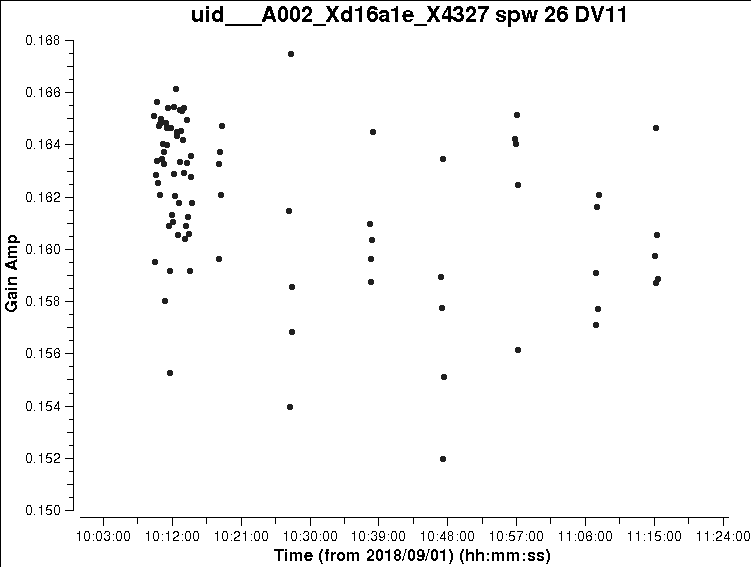 uid___A002_Xd16a1e_X4327 spw 26 DV11
0.168
0.166
0.164
0.162
0.160
0.158
0.156
0.154
0.152
0.150
Gain Amp
10:03:00 10:12:00 10:21:00 10:30:00 10:39:00 10:48:00 10:57:00 11:06:00 11:15:00 11:24:00
Time (from 2018/09/01) (hh:mm:ss)